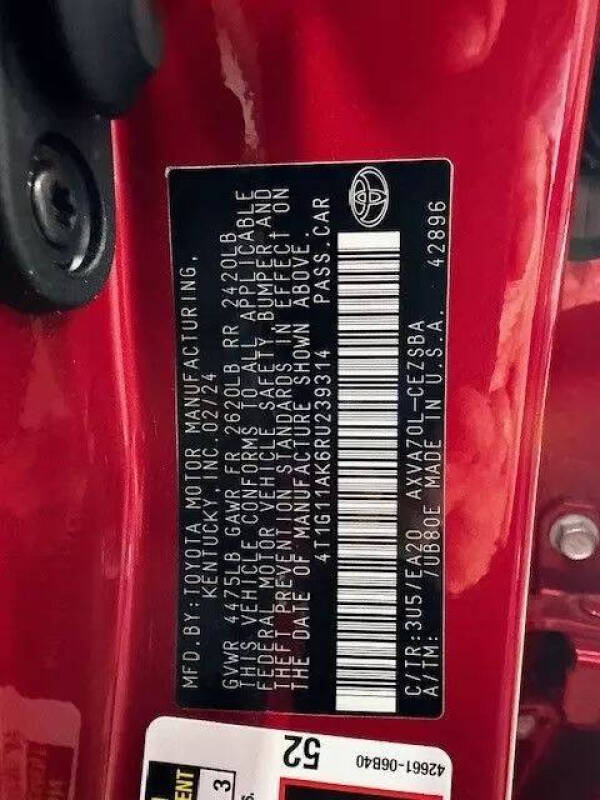 MFD. BY: TOYOTA MOTOR MANUFACTURING,
KENTUCKY, INC. 02/24
GVWR 4475LB GAWR FR 2620LB RR 2420LB
THIS VEHICLE CONFORMS TO ALL APPLICABLE
FEDERAL MOTOR VEHICLE SAFETY, BUMPER AND
THEFT PREVENTION STANDARDS IN EFFECT ON
THE DATE OF MANUFACTURE SHOWN ABOVE.
4T1G11AK6RU239314 PASS. CAR
C/TR: 3U5/EA20 AXVA70L-CEZSBA 42896
A/TM: /UB80E MADE IN U.S.A.
52
42661-06B40
3